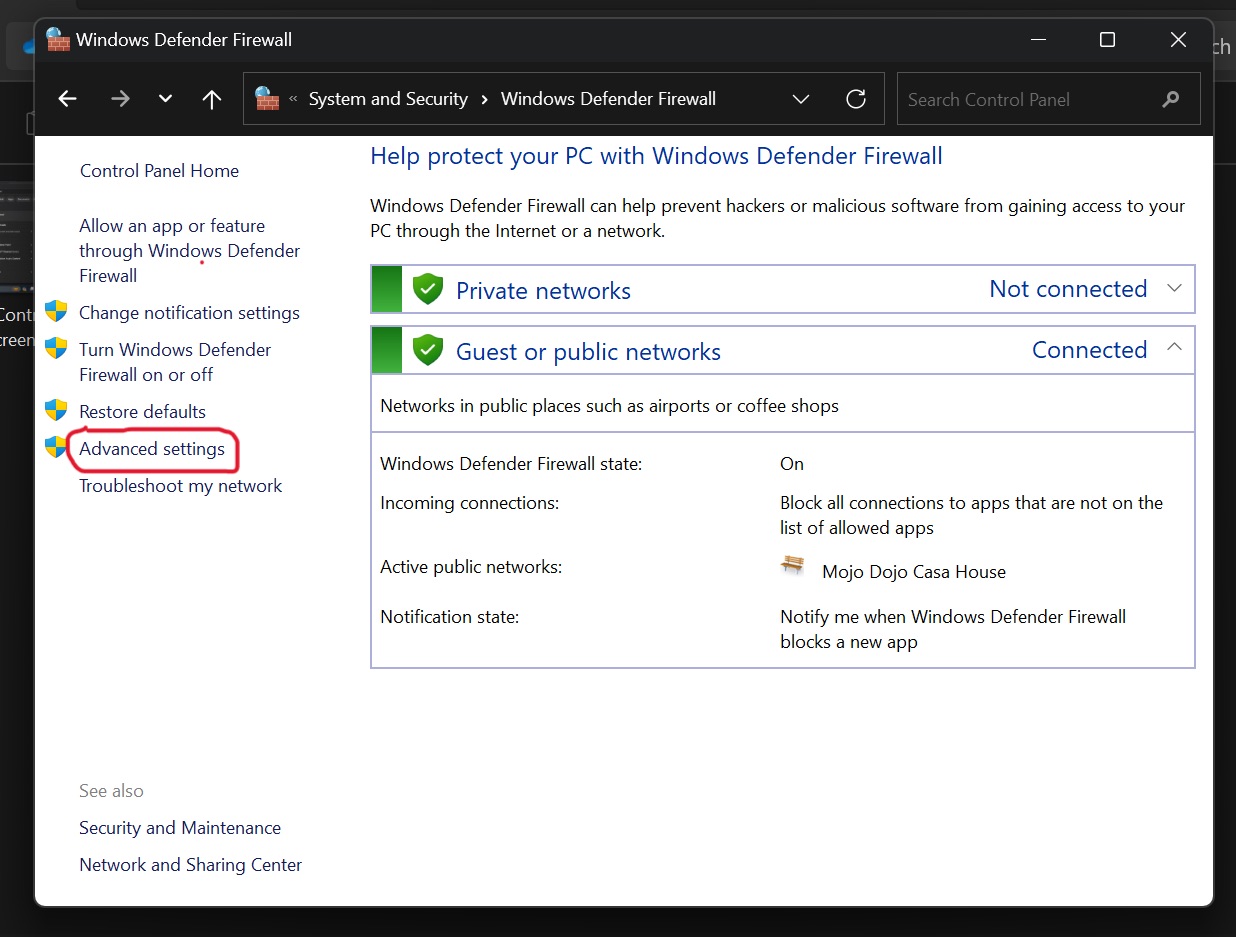 Windows Defender Firewall
« System and Security › Windows Defender Firewall
Search Control Panel
Control Panel Home
Allow an app or feature
through Windows Defender
Firewall
Change notification settings
Turn Windows Defender
Firewall on or off
Restore defaults
Advanced settings
Troubleshoot my network
See also
Security and Maintenance
Network and Sharing Center
Help protect your PC with Windows Defender Firewall
Windows Defender Firewall can help prevent hackers or malicious software from gaining access to your
PC through the Internet or a network.
Private networks Not connected
Guest or public networks Connected
Networks in public places such as airports or coffee shops
Windows Defender Firewall state: On
Incoming connections: Block all connections to apps that are not on the
list of allowed apps
Active public networks: Mojo Dojo Casa House
Notification state: Notify me when Windows Defender Firewall
blocks a new app